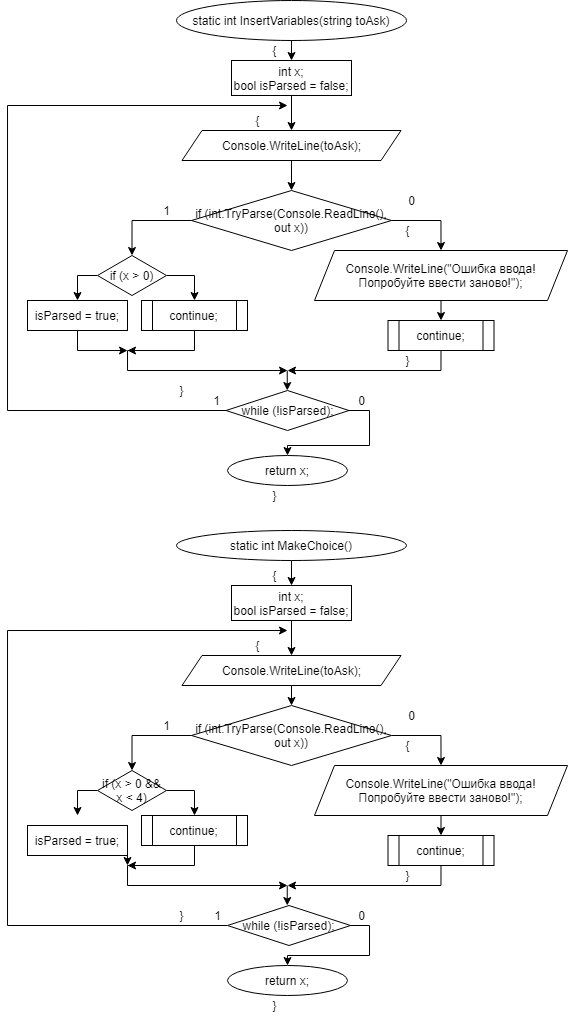 static int InsertVariables(string toAsk)
{
int x;
bool isParsed = false;
{
Console.WriteLine(toAsk);
1
if (int.TryParse(Console.ReadLine(),
out x))
0
{
if (x > 0)
Console.WriteLine("Ошибка ввода!
Попробуйте ввести заново!");
isParsed = true;
continue;
continue;
}
}
1
while (!isParsed);
0
return x;
}
static int MakeChoice()
{
int x;
bool isParsed = false;
{
Console.WriteLine(toAsk);
1
if (int.TryParse(Console.ReadLine(),
out x))
0
{
if (x > 0 &&
x < 4)
Console.WriteLine("Ошибка ввода!
Попробуйте ввести заново!");
isParsed = true;
continue;
continue;
}
}
1
while (!isParsed);
0
return x;
}